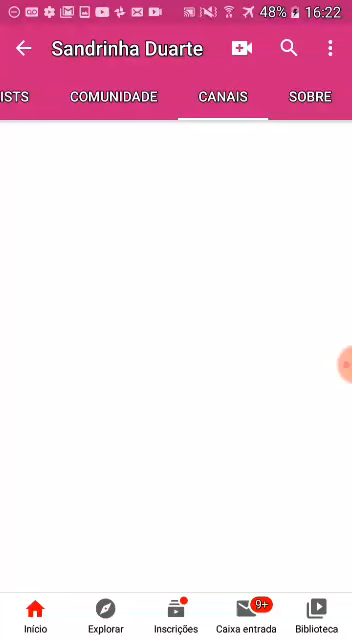 48% 16:22
Sandrinha Duarte
ISTS COMUNIDADE CANAIS SOBRE
9+
Início Explorar Inscrições Caixa entrada Biblioteca